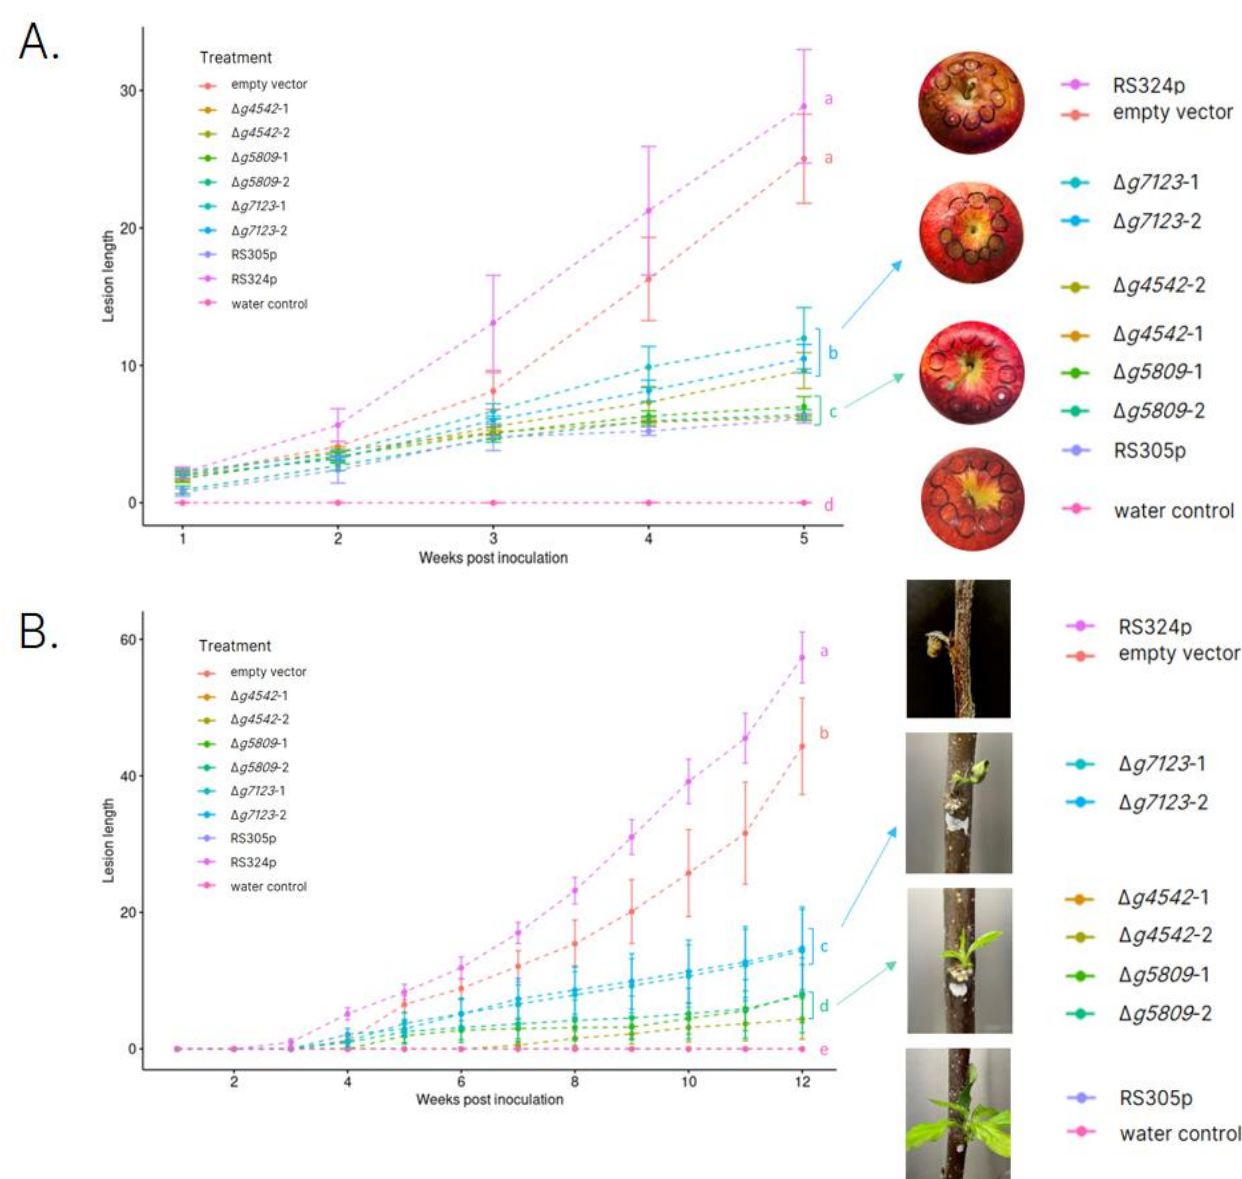 A.
Treatment
empty vector
Δg4542-1
Δg4542-2
Δg5809-1
Δg5809-2
Δg7123-1
Δg7123-2
RS305p
RS324p
water control
Lesion length
30
20
10
0
1
2
3
4
5
Weeks post inoculation
a
a
b
c
d
RS324p
empty vector
Δg7123-1
Δg7123-2
Δg4542-2
Δg4542-1
Δg5809-1
Δg5809-2
RS305p
water control
B.
Treatment
empty vector
Δg4542-1
Δg4542-2
Δg5809-1
Δg5809-2
Δg7123-1
Δg7123-2
RS305p
RS324p
water control
Lesion length
60
40
20
0
2
4
6
8
10
12
Weeks post inoculation
a
b
c
d
e
RS324p
empty vector
Δg7123-1
Δg7123-2
Δg4542-1
Δg4542-2
Δg5809-1
Δg5809-2
RS305p
water control